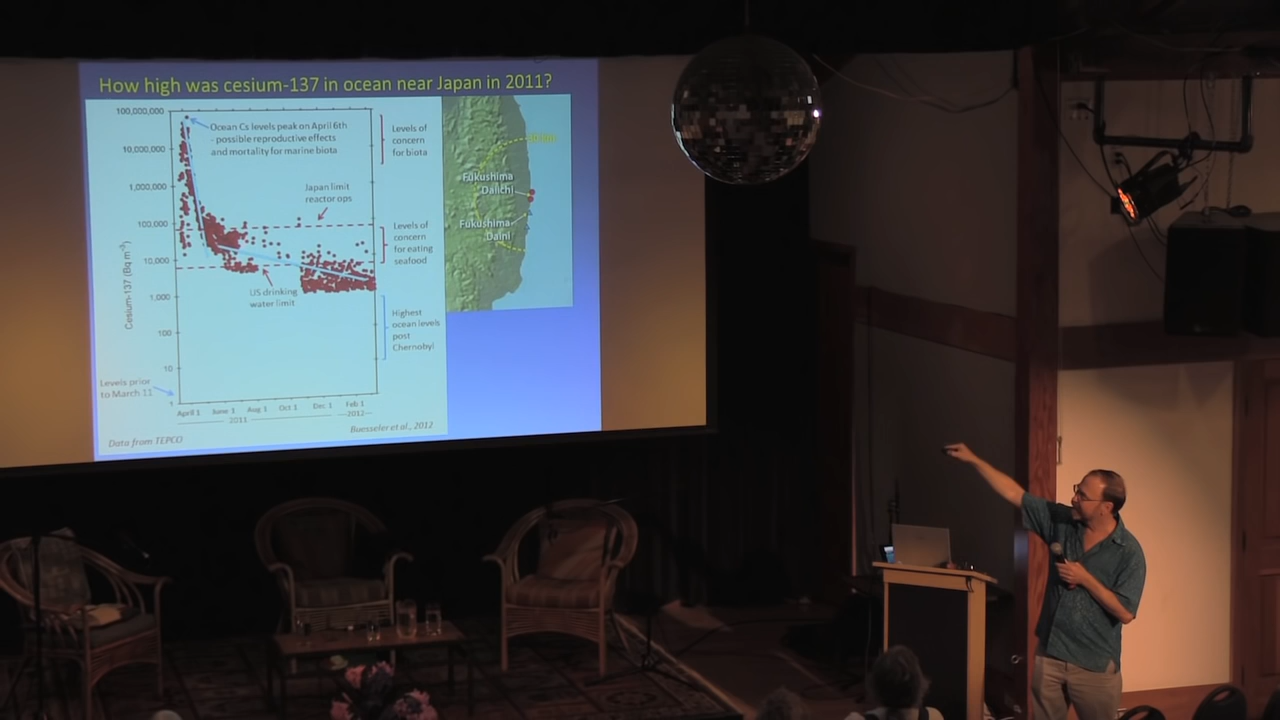 How high was cesium-137 in ocean near Japan in 2011?
100,000,000
10,000,000
1,000,000
100,000
10,000
1,000
100
10
1
Cesium-137 (Bq m-3)
Ocean Cs levels peak on April 6th
- possible reproductive effects
and mortality for marine biota
Levels of
concern
for biota
Japan limit
reactor ops
Levels of
concern
for eating
seafood
US drinking
water limit
Highest
ocean levels
post
Chernobyl
Levels prior
to March 11
April 1 June 1 Aug 1 Oct 1 Dec 1 Feb 1
2011 2012
Data from TEPCO
Buesseler et al., 2012
Fukushima
Daiichi
Fukushima
Daini